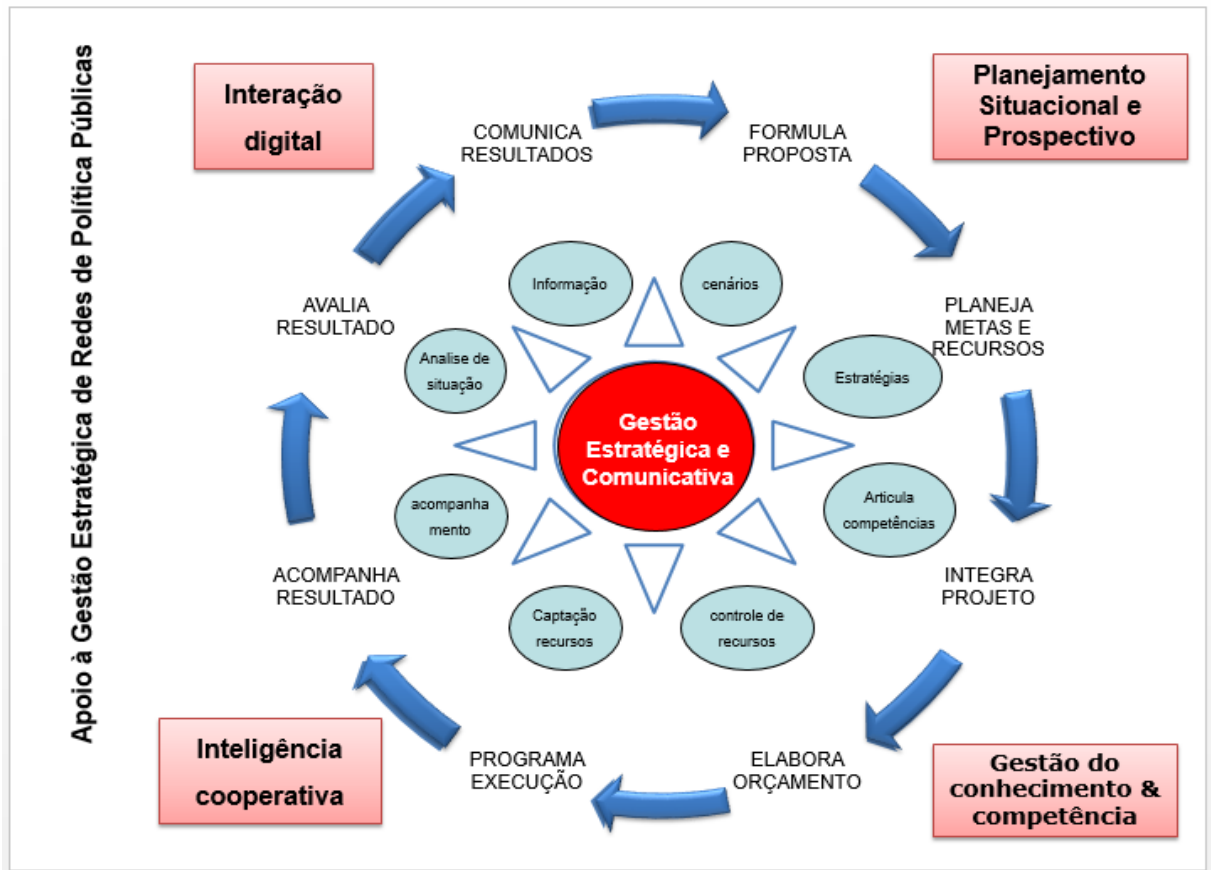 Apoio à Gestão Estratégica de Redes de Política Públicas
Interação
digital
Planejamento
Situacional e
Prospectivo
COMUNICA
RESULTADOS
FORMULA
PROPOSTA
Informação
cenários
AVALIA
RESULTADO
PLANEJA
METAS E
RECURSOS
Analise de
situação
Estratégias
Gestão
Estratégica e
Comunicativa
acompanha
mento
Articula
competências
ACOMPANHA
RESULTADO
INTEGRA
PROJETO
Captação
recursos
controle de
recursos
Inteligência
cooperativa
PROGRAMA
EXECUÇÃO
ELABORA
ORÇAMENTO
Gestão do
conhecimento &
competência